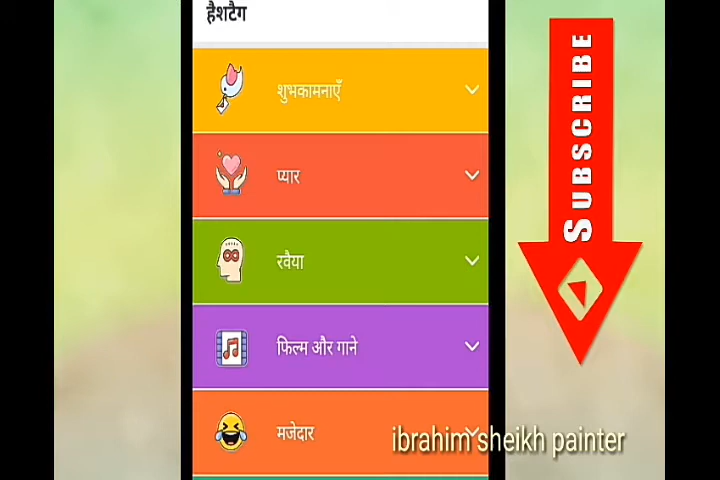 हैशटैग
शुभकामनाएँ
प्यार
रवैया
फिल्म और गाने
मजेदार
SUBSCRIBE
ibrahim sheikh painter